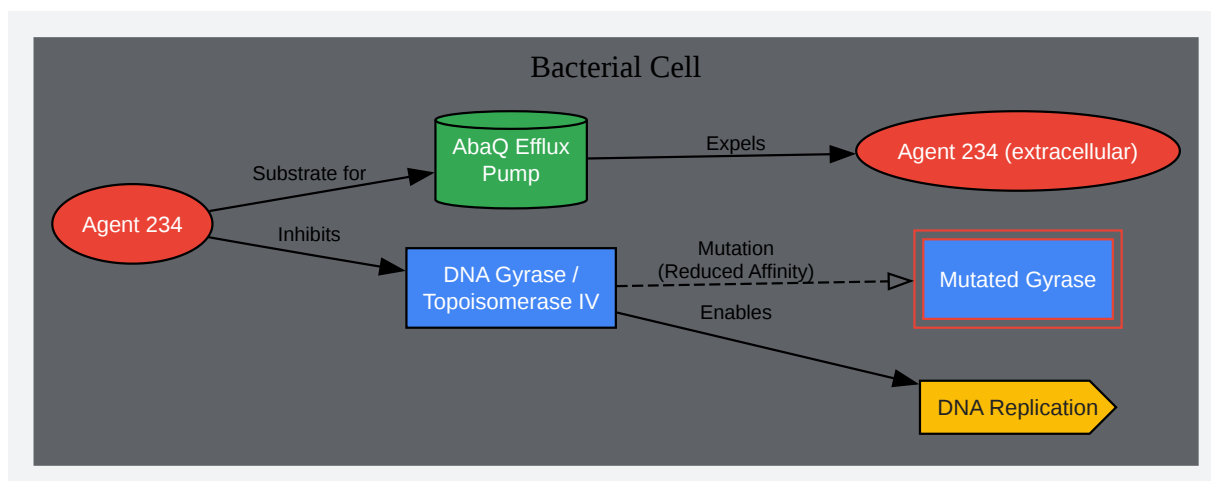 Bacterial Cell
Agent 234
Substrate for
Inhibits
AbaQ Efflux
Pump
Expels
Agent 234 (extracellular)
DNA Gyrase /
Topoisomerase IV
Mutation
(Reduced Affinity)
Mutated Gyrase
Enables
DNA Replication